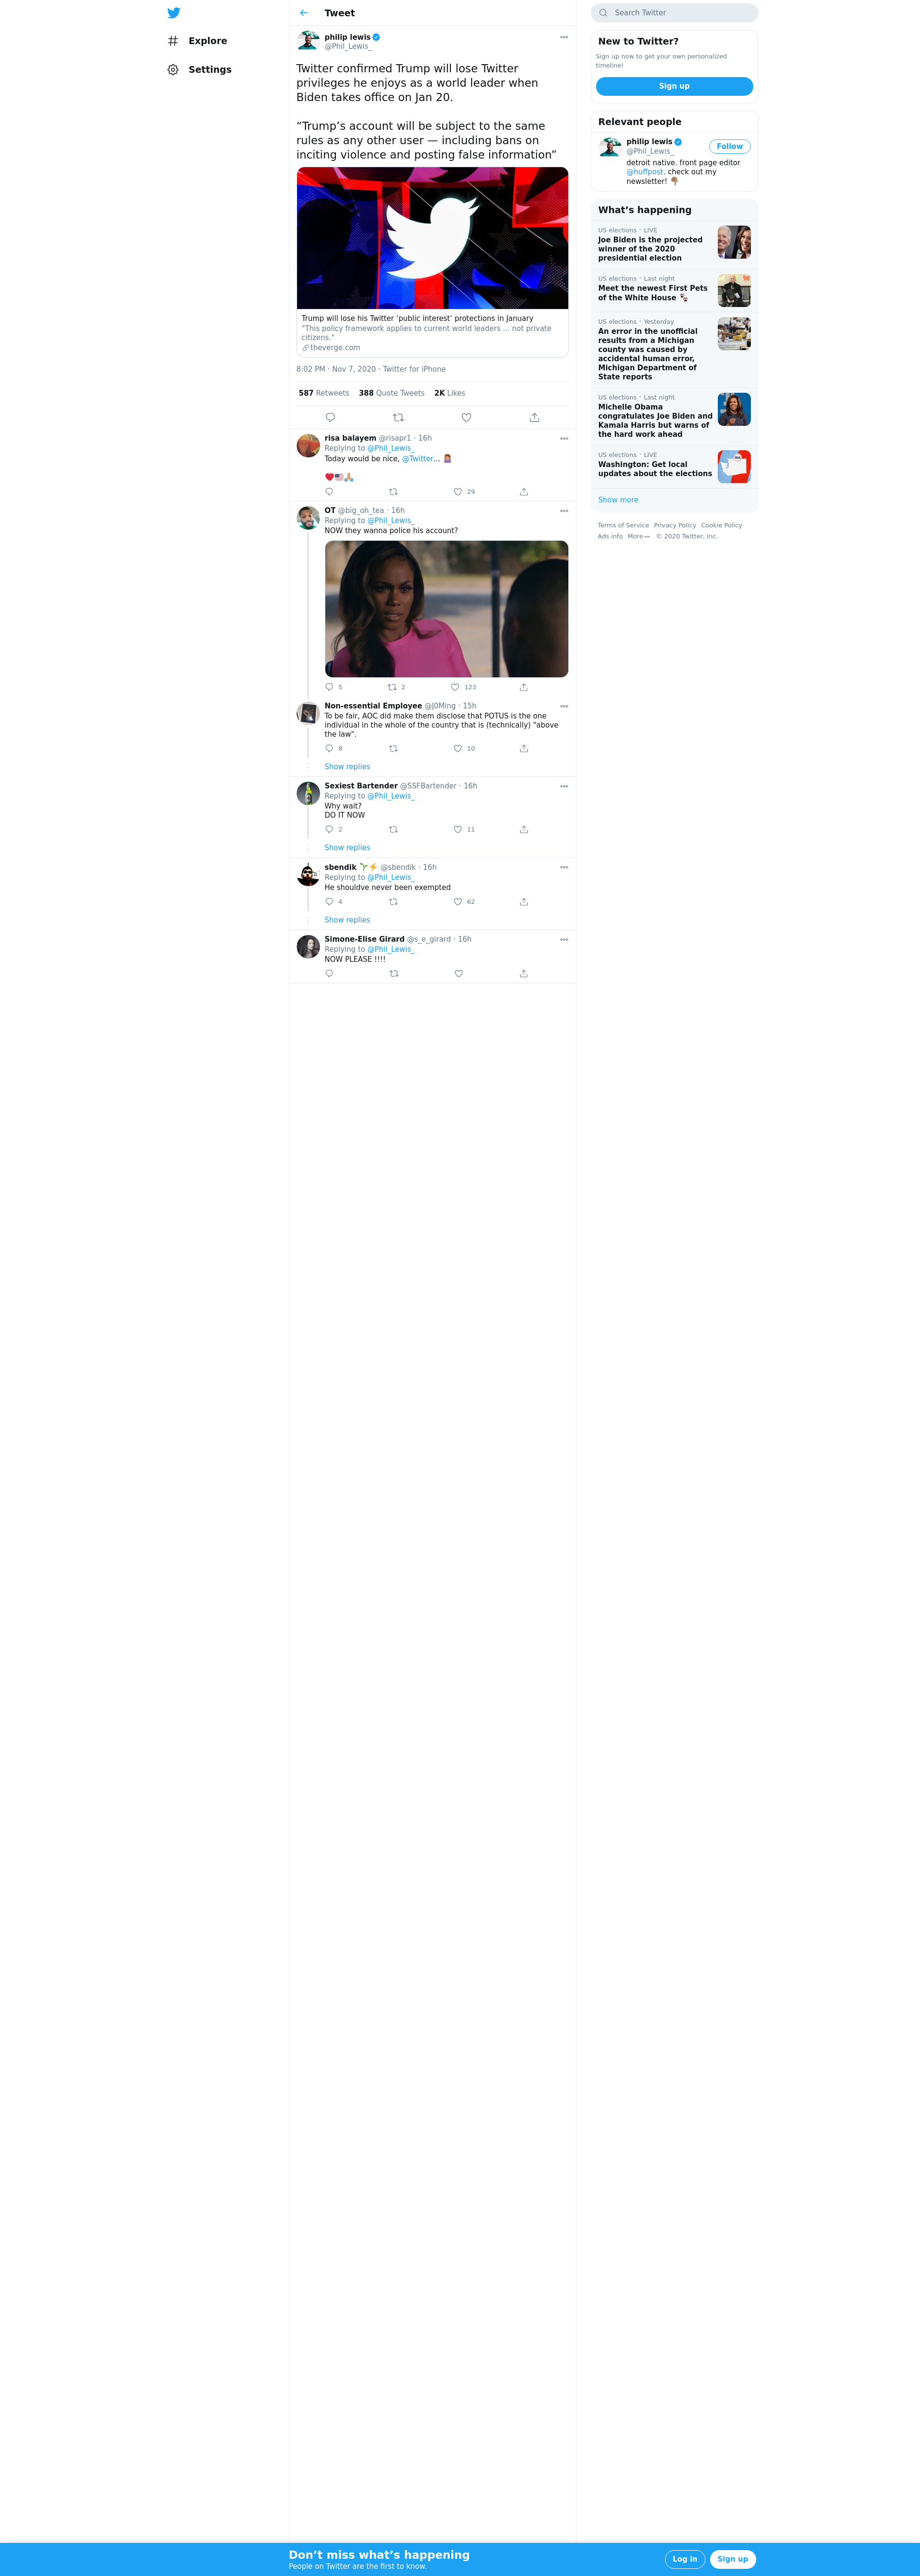 Explore
Settings
Tweet
philip lewis
@Phil_Lewis_
Twitter confirmed Trump will lose Twitter
privileges he enjoys as a world leader when
Biden takes office on Jan 20.
“Trump’s account will be subject to the same
rules as any other user — including bans on
inciting violence and posting false information”
Trump will lose his Twitter ‘public interest’ protections in January
“This policy framework applies to current world leaders ... not private
citizens.”
theverge.com
8:02 PM · Nov 7, 2020 · Twitter for iPhone
587 Retweets 388 Quote Tweets 2K Likes
risa balayem @risapr1 · 16h
Replying to @Phil_Lewis_
Today would be nice, @Twitter... 🤷🏼‍♀️
❤️🇺🇸🙏🏼
29
OT @big_oh_tea · 16h
Replying to @Phil_Lewis_
NOW they wanna police his account?
5 2 123
Non-essential Employee @J0Ming · 15h
To be fair, AOC did make them disclose that POTUS is the one
individual in the whole of the country that is (technically) "above
the law".
8 10
Show replies
Sexiest Bartender @SSFBartender · 16h
Replying to @Phil_Lewis_
Why wait?
DO IT NOW
2 11
Show replies
sbendik 🌱⚡ @sbendik · 16h
Replying to @Phil_Lewis_
He shouldve never been exempted
4 62
Show replies
Simone-Elise Girard @s_e_girard · 16h
Replying to @Phil_Lewis_
NOW PLEASE !!!!
Search Twitter
New to Twitter?
Sign up now to get your own personalized
timeline!
Sign up
Relevant people
philip lewis
@Phil_Lewis_
Follow
detroit native. front page editor
@huffpost. check out my
newsletter! 👇🏾
What’s happening
US elections · LIVE
Joe Biden is the projected
winner of the 2020
presidential election
US elections · Last night
Meet the newest First Pets
of the White House 🐾
US elections · Yesterday
An error in the unofficial
results from a Michigan
county was caused by
accidental human error,
Michigan Department of
State reports
US elections · Last night
Michelle Obama
congratulates Joe Biden and
Kamala Harris but warns of
the hard work ahead
US elections · LIVE
Washington: Get local
updates about the elections
Show more
Terms of Service Privacy Policy Cookie Policy
Ads info More © 2020 Twitter, Inc.
Don’t miss what’s happening
People on Twitter are the first to know.
Log in
Sign up